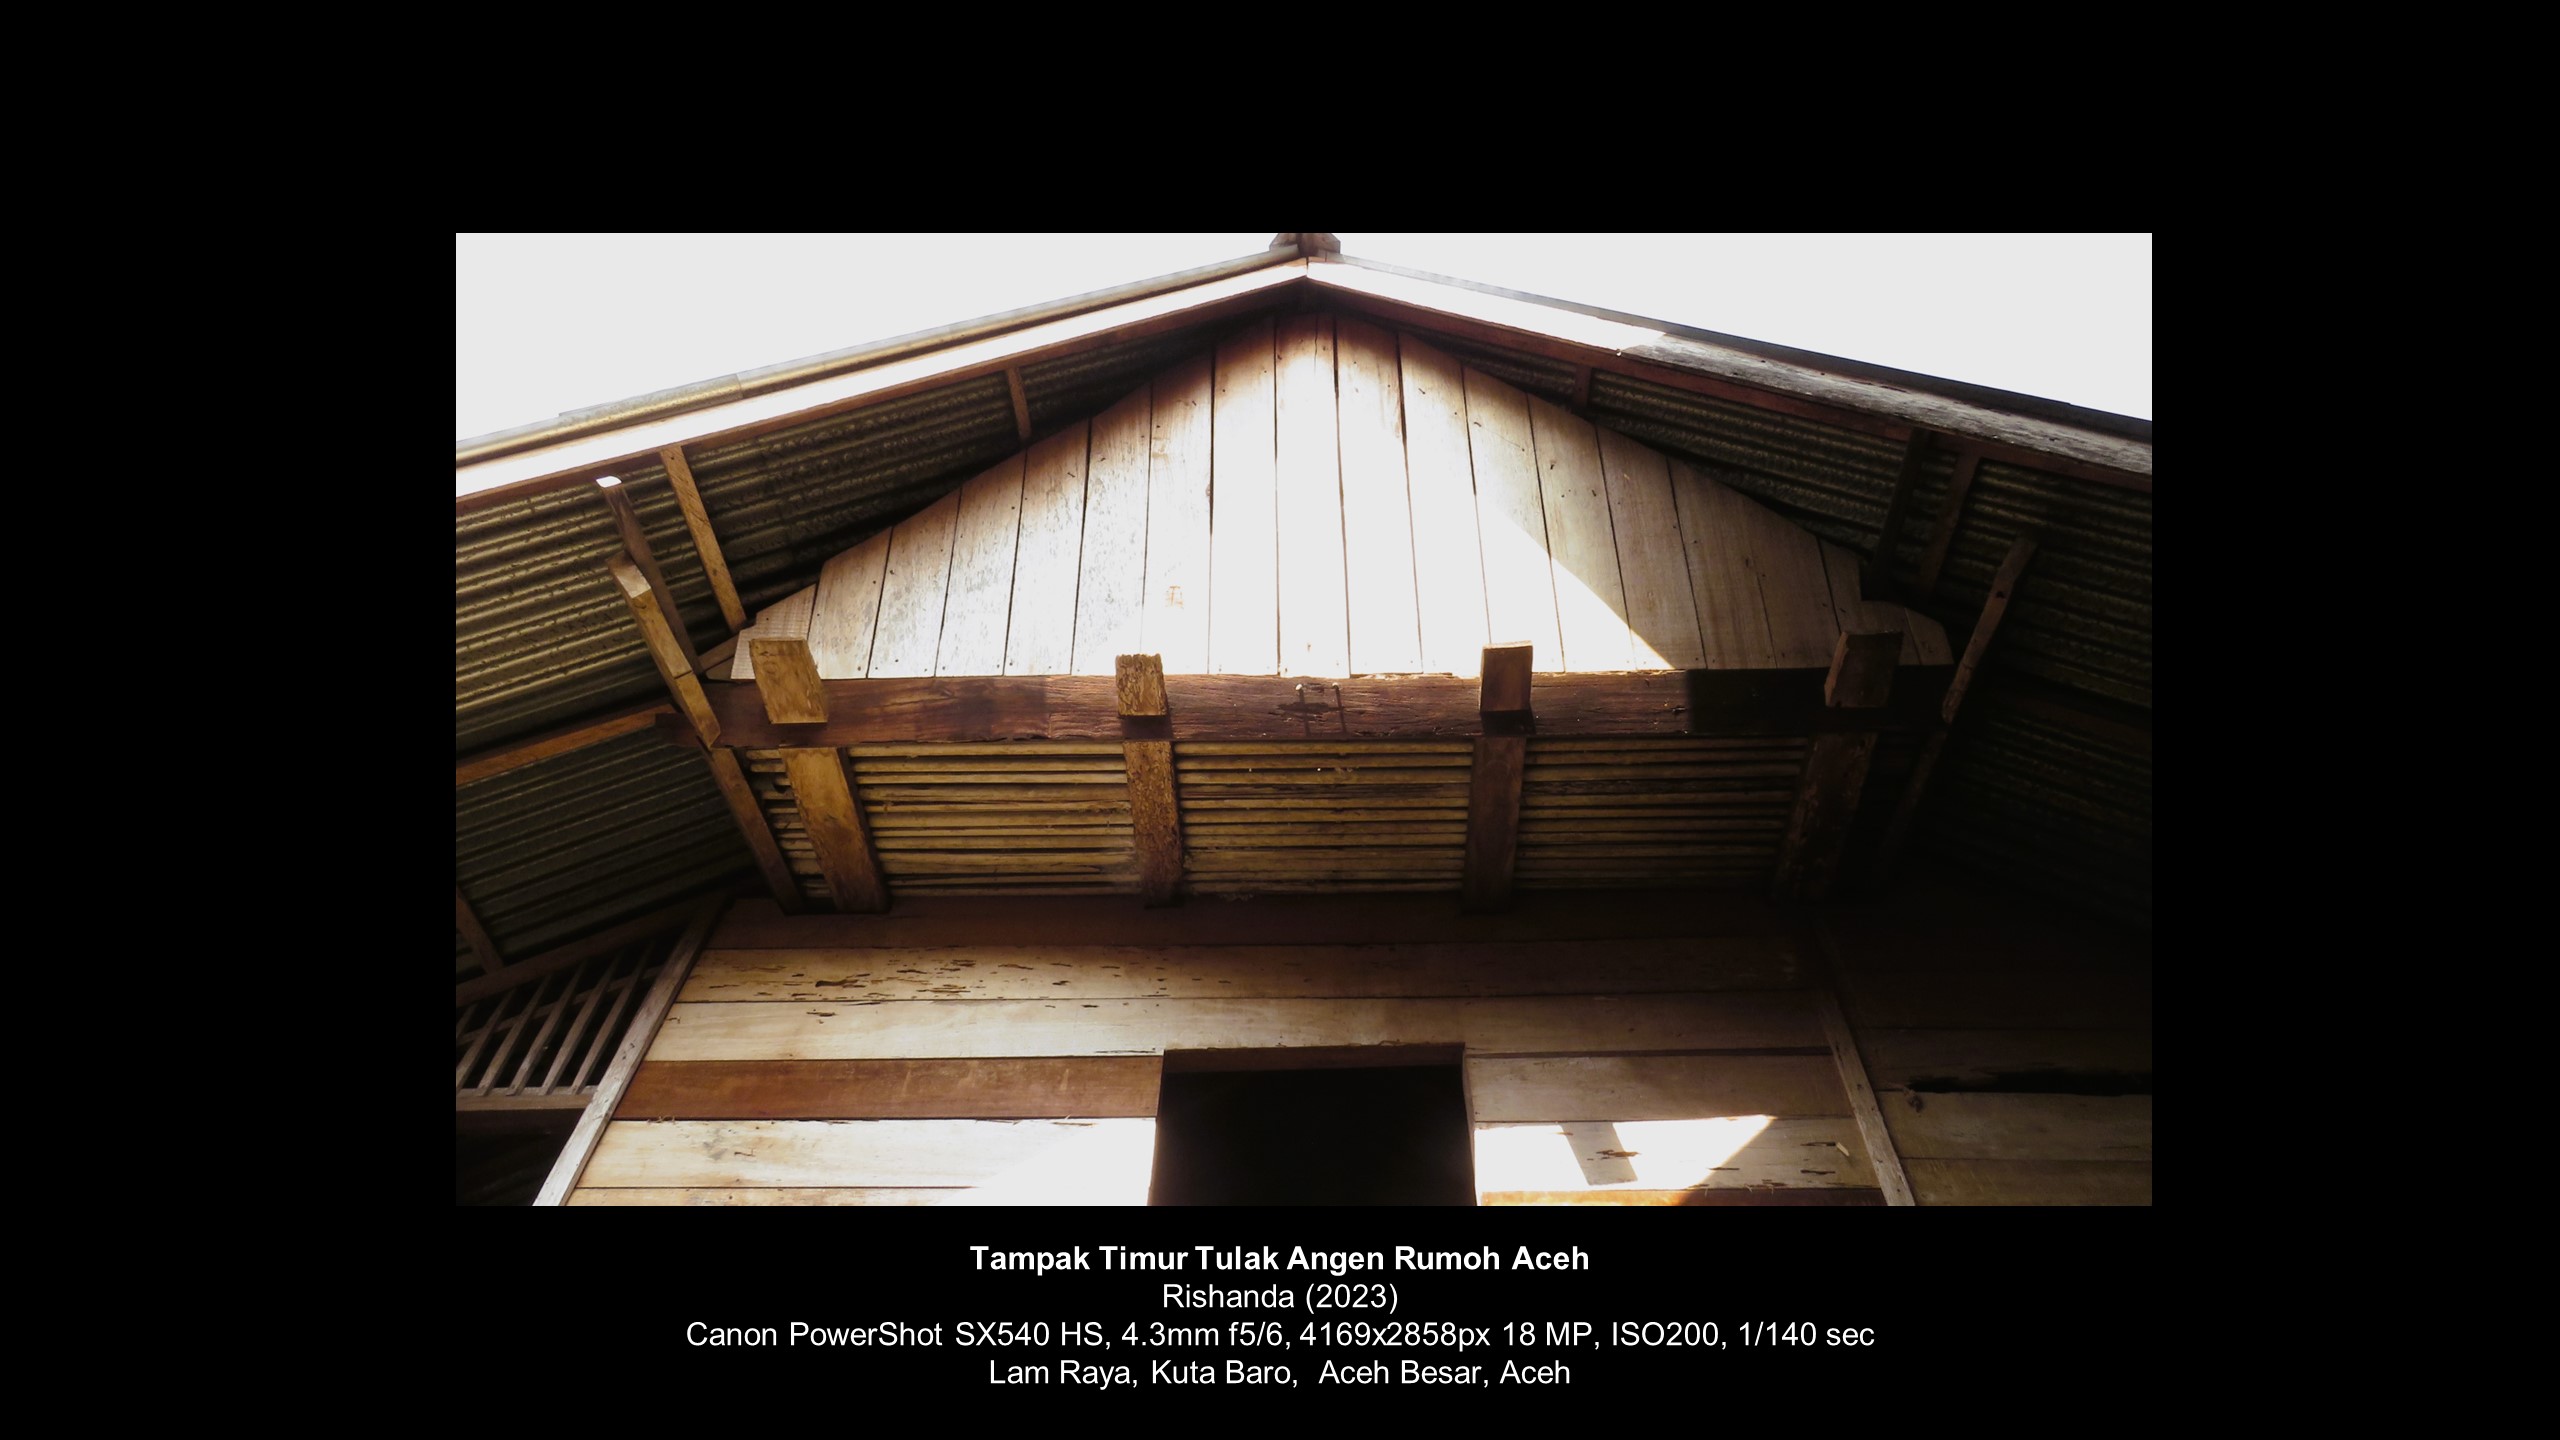 Tampak Timur Tulak Angen Rumoh Aceh
Rishanda (2023)
Canon PowerShot SX540 HS, 4.3mm f5/6, 4169x2858px 18 MP, ISO200, 1/140 sec
Lam Raya, Kuta Baro,  Aceh Besar, Aceh